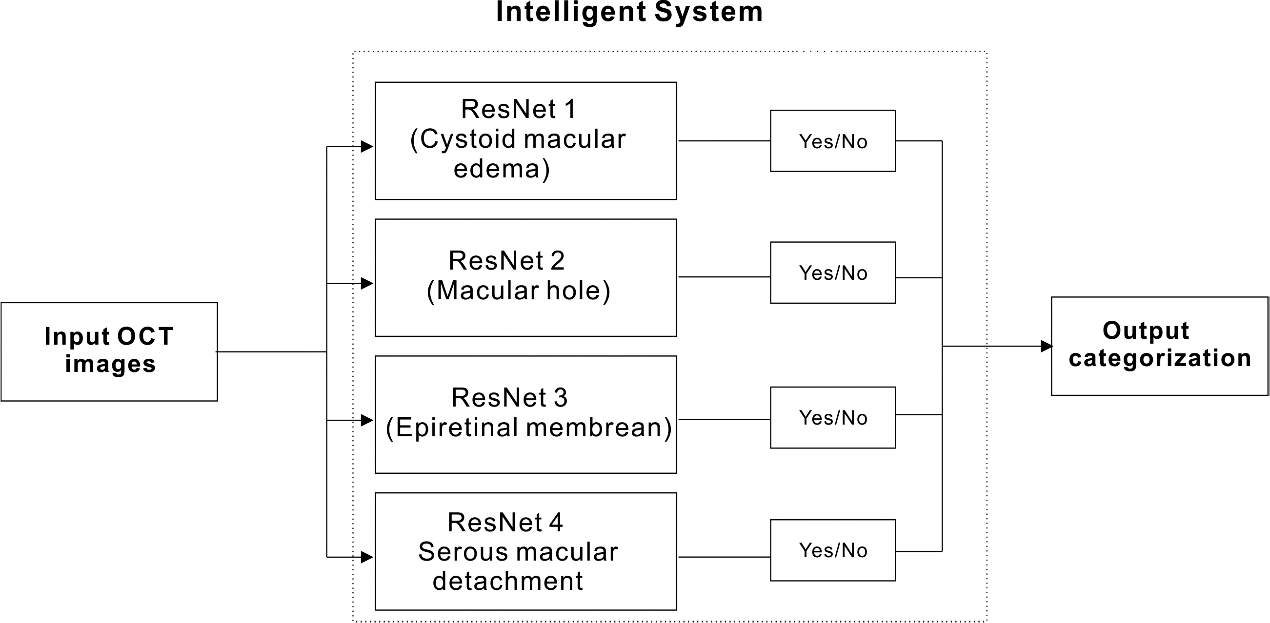 Intelligent System
ResNet 1
(Cystoid macular
edema)
Yes/No
ResNet 2
(Macular hole)
Yes/No
Input OCT
images
Output
categorization
ResNet 3
(Epiretinal membrean)
Yes/No
ResNet 4
Serous macular
detachment
Yes/No